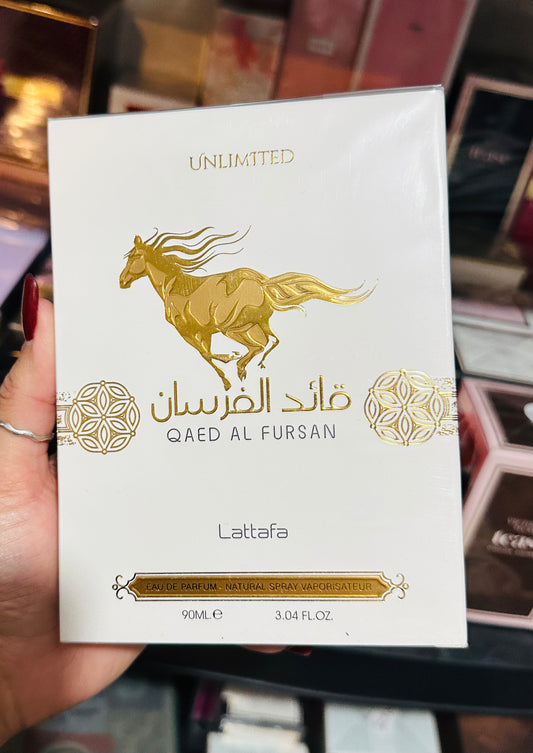 UNLIMITED
قائد الفرسان
QAED AL FURSAN
Lattafa
EAU DE PARFUM - NATURAL SPRAY VAPORISATEUR
90ML.℮ 3.04 FL.OZ.